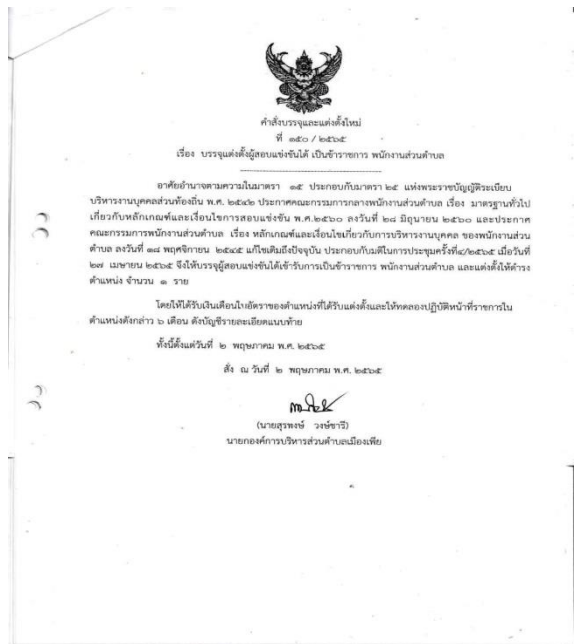 คำสั่งบรรจุและแต่งตั้งใหม่
ที่ ๑๕๐ / ๒๕๖๕
เรื่อง บรรจุแต่งตั้งผู้สอบแข่งขันได้ เป็นข้าราชการ พนักงานส่วนตำบล
อาศัยอำนาจตามความในมาตรา ๑๕ ประกอบกับมาตรา ๒๕ แห่งพระราชบัญญัติระเบียบ
บริหารงานบุคคลส่วนท้องถิ่น พ.ศ. ๒๕๔๒ ประกาศคณะกรรมการกลางพนักงานส่วนตำบล เรื่อง มาตรฐานทั่วไป
เกี่ยวกับหลักเกณฑ์และเงื่อนไขการสอบแข่งขัน พ.ศ.๒๕๖๐ ลงวันที่ ๒๘ มิถุนายน ๒๕๖๐ และประกาศ
คณะกรรมการพนักงานส่วนตำบล เรื่อง หลักเกณฑ์และเงื่อนไขเกี่ยวกับการบริหารงานบุคคล ของพนักงานส่วน
ตำบล ลงวันที่ ๑๘ พฤศจิกายน ๒๕๔๕ แก้ไขเดิมถึงปัจจุบัน ประกอบกับมติในการประชุมครั้งที่๔/๒๕๖๕ เมื่อวันที่
๒๗ เมษายน ๒๕๖๕ จึงให้บรรจุผู้สอบแข่งขันได้เข้ารับการเป็นข้าราชการ พนักงานส่วนตำบล และแต่งตั้งให้ดำรง
ตำแหน่ง จำนวน ๑ ราย
โดยให้ได้รับเงินเดือนในอัตราของตำแหน่งที่ได้รับแต่งตั้งและให้ทดลองปฏิบัติหน้าที่ราชการใน
ตำแหน่งดังกล่าว ๖ เดือน ดังบัญชีรายละเอียดแนบท้าย
ทั้งนี้ตั้งแต่วันที่ ๒ พฤษภาคม พ.ศ. ๒๕๖๕
สั่ง ณ วันที่ ๒ พฤษภาคม พ.ศ. ๒๕๖๕
(นายสุรพงษ์ วงษ์ชารี)
นายกองค์การบริหารส่วนตำบลเมืองเพีย